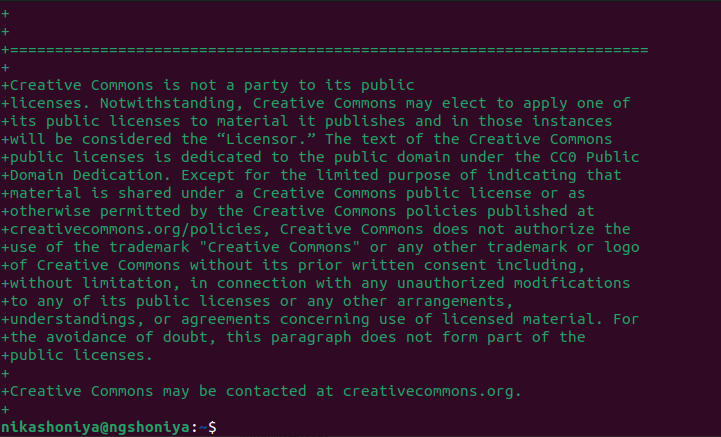 +
+
+=======================================================================
+
+Creative Commons is not a party to its public
+licenses. Notwithstanding, Creative Commons may elect to apply one of
+its public licenses to material it publishes and in those instances
+will be considered the “Licensor.” The text of the Creative Commons
+public licenses is dedicated to the public domain under the CC0 Public
+Domain Dedication. Except for the limited purpose of indicating that
+material is shared under a Creative Commons public license or as
+otherwise permitted by the Creative Commons policies published at
+creativecommons.org/policies, Creative Commons does not authorize the
+use of the trademark "Creative Commons" or any other trademark or logo
+of Creative Commons without its prior written consent including,
+without limitation, in connection with any unauthorized modifications
+to any of its public licenses or any other arrangements,
+understandings, or agreements concerning use of licensed material. For
+the avoidance of doubt, this paragraph does not form part of the
+public licenses.
+
+Creative Commons may be contacted at creativecommons.org.
+
nikashoniya@ngshoniya:~$